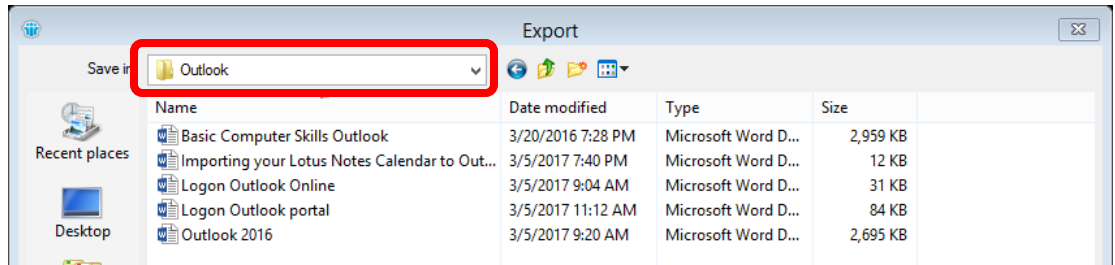 Export
Save in
Outlook
Name Date modified Type Size
Basic Computer Skills Outlook 3/20/2016 7:28 PM Microsoft Word D... 2,959 KB
Importing your Lotus Notes Calendar to Out... 3/5/2017 7:40 PM Microsoft Word D... 12 KB
Logon Outlook Online 3/5/2017 9:04 AM Microsoft Word D... 31 KB
Logon Outlook portal 3/5/2017 11:12 AM Microsoft Word D... 84 KB
Outlook 2016 3/5/2017 9:20 AM Microsoft Word D... 2,695 KB
Recent places
Desktop